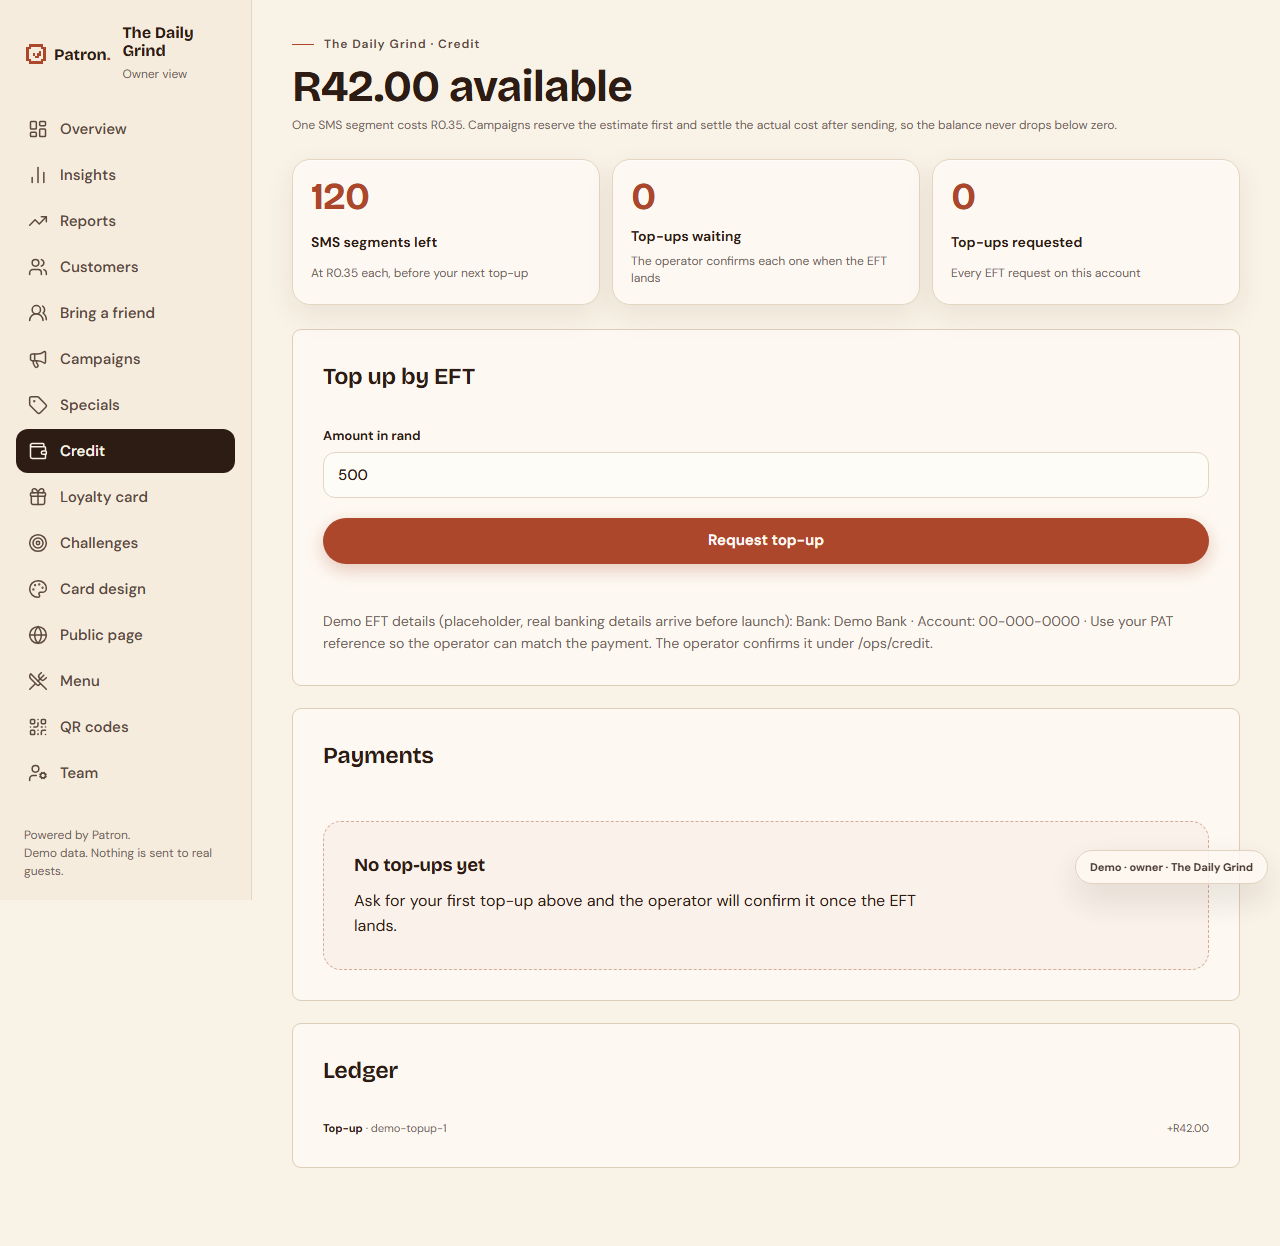 Patron.
The Daily
Grind
Owner view
Overview
Insights
Reports
Customers
Bring a friend
Campaigns
Specials
Credit
Loyalty card
Challenges
Card design
Public page
Menu
QR codes
Team
Powered by Patron.
Demo data. Nothing is sent to real
guests.
The Daily Grind · Credit
R42.00 available
One SMS segment costs R0.35. Campaigns reserve the estimate first and settle the actual cost after sending, so the balance never drops below zero.
120
SMS segments left
At R0.35 each, before your next top-up
0
Top-ups waiting
The operator confirms each one when the EFT
lands
0
Top-ups requested
Every EFT request on this account
Top up by EFT
Amount in rand
500
Request top-up
Demo EFT details (placeholder, real banking details arrive before launch): Bank: Demo Bank · Account: 00-000-0000 · Use your PAT
reference so the operator can match the payment. The operator confirms it under /ops/credit.
Payments
No top-ups yet
Ask for your first top-up above and the operator will confirm it once the EFT
lands.
Demo · owner · The Daily Grind
Ledger
Top-up · demo-topup-1
+R42.00